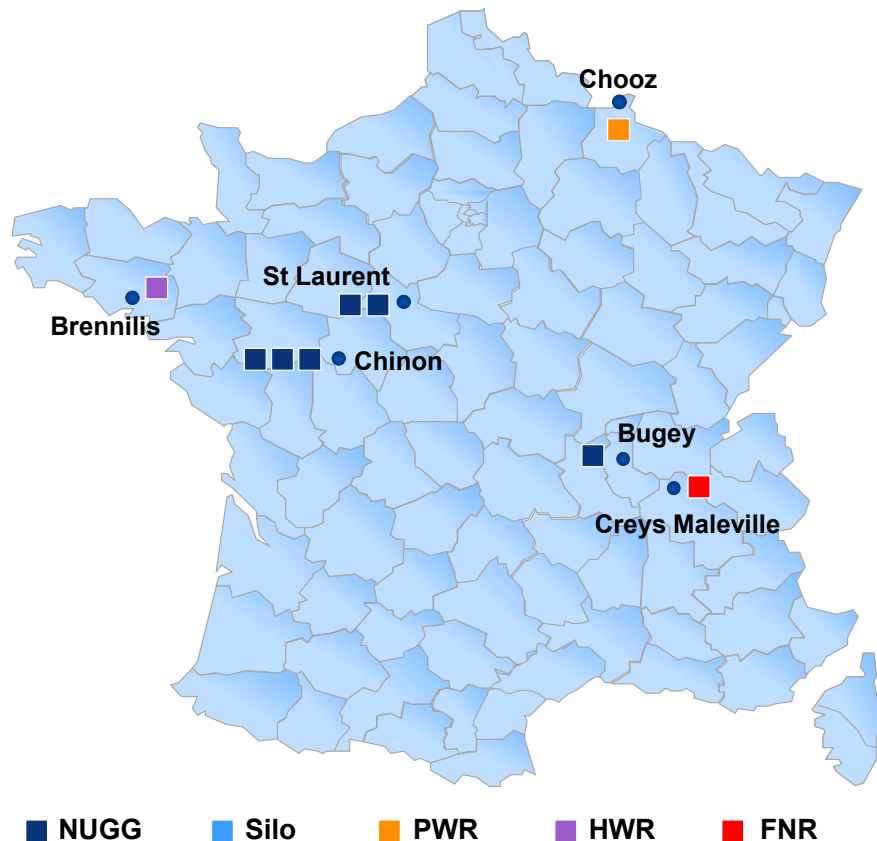 Chooz
St Laurent
Brennilis
Chinon
Bugey
Creys Maleville
NUGG Silo PWR HWR FNR